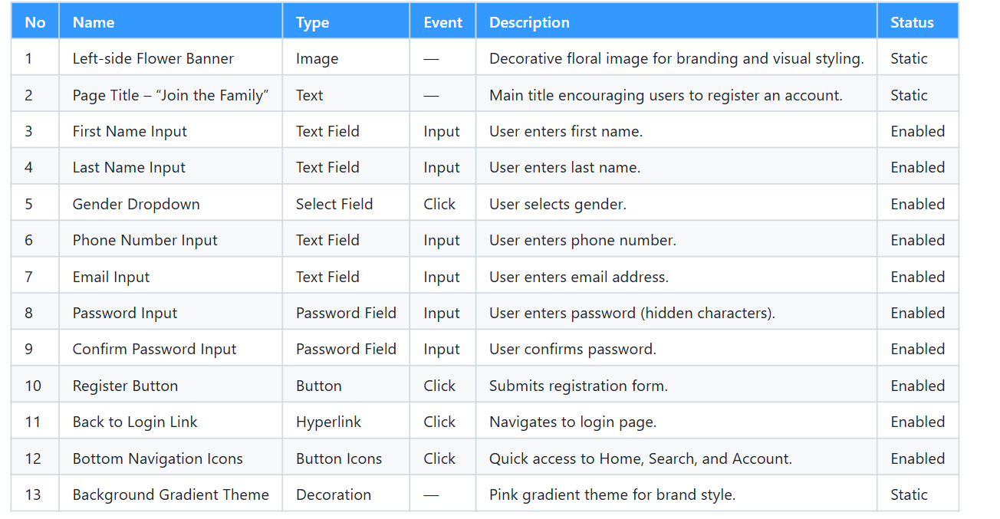 No Name Type Event Description Status
1 Left-side Flower Banner Image — Decorative floral image for branding and visual styling. Static
2 Page Title – “Join the Family” Text — Main title encouraging users to register an account. Static
3 First Name Input Text Field Input User enters first name. Enabled
4 Last Name Input Text Field Input User enters last name. Enabled
5 Gender Dropdown Select Field Click User selects gender. Enabled
6 Phone Number Input Text Field Input User enters phone number. Enabled
7 Email Input Text Field Input User enters email address. Enabled
8 Password Input Password Field Input User enters password (hidden characters). Enabled
9 Confirm Password Input Password Field Input User confirms password. Enabled
10 Register Button Button Click Submits registration form. Enabled
11 Back to Login Link Hyperlink Click Navigates to login page. Enabled
12 Bottom Navigation Icons Button Icons Click Quick access to Home, Search, and Account. Enabled
13 Background Gradient Theme Decoration — Pink gradient theme for brand style. Static